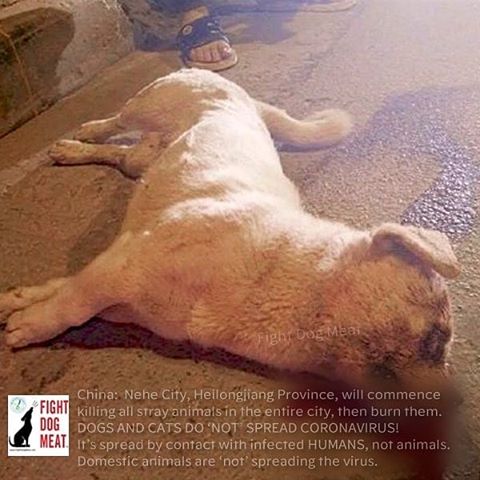 Fight Dog Meat
China: Nehe City, Heilongjiang Province, will commence
killing all stray animals in the entire city, then burn them.
DOGS AND CATS DO ‘NOT’ SPREAD CORONAVIRUS!
It’s spread by contact with infected HUMANS, not animals.
Domestic animals are ‘not’ spreading the virus.
FIGHT
DOG
MEAT.